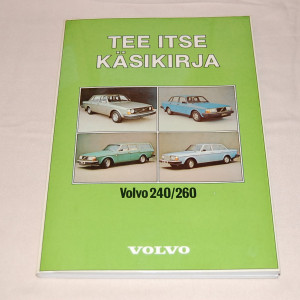 TEE ITSE
KÄSIKIRJA
Volvo 240/260
VOLVO